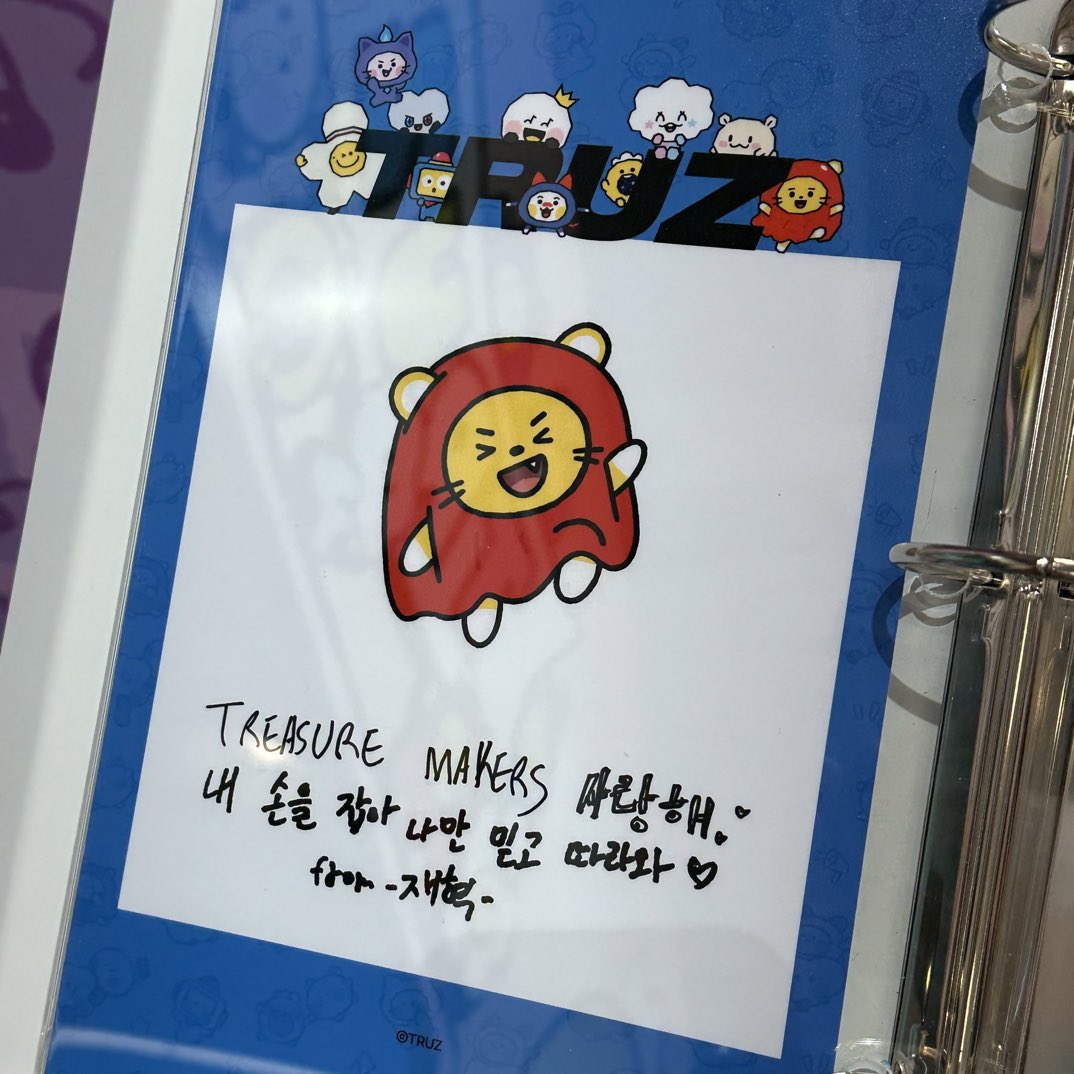 TRUZ
TREASURE MAKERS 사랑해
내 손을 잡아 나만 믿고 따라와 ♡
from -재혁-
©TRUZ